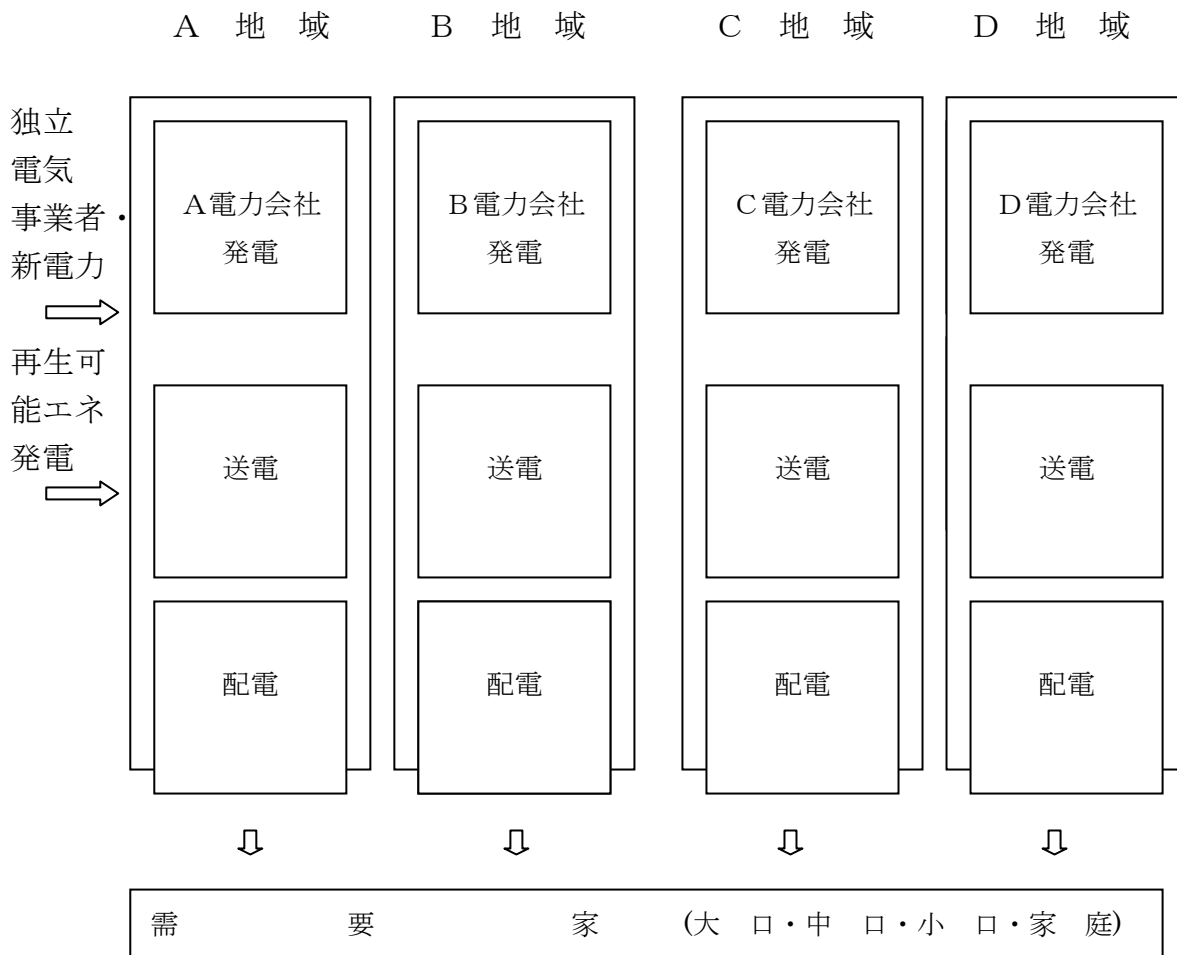 A 地 域
B 地 域
C 地 域
D 地 域
独立
電気
事業者・
新電力
再生可
能エネ
発電
A電力会社
発電
B電力会社
発電
C電力会社
発電
D電力会社
発電
送電
送電
送電
送電
配電
配電
配電
配電
需 要 家 (大 口・中 口・小 口・家 庭)